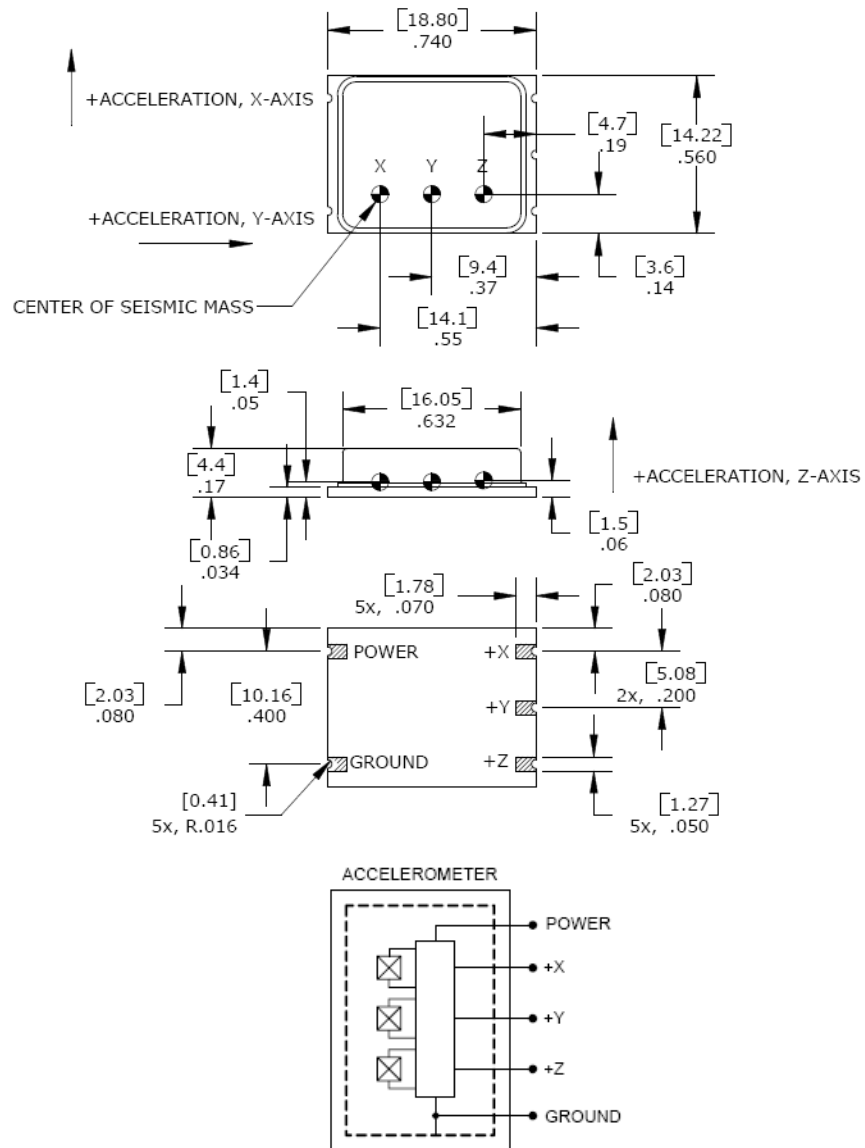 [18.80]
.740
+ACCELERATION, X-AXIS
[4.7]
.19
[14.22]
.560
X Y Z
+ACCELERATION, Y-AXIS
[9.4]
.37
[3.6]
.14
CENTER OF SEISMIC MASS
[14.1]
.55
[1.4]
.05
[16.05]
.632
[4.4]
.17
+ACCELERATION, Z-AXIS
[1.5]
.06
[0.86]
.034
[1.78]
5x, .070
[2.03]
.080
POWER
+X
[2.03]
.080
[10.16]
.400
[5.08]
2x, .200
+Y
GROUND
+Z
[0.41]
5x, R.016
[1.27]
5x, .050
ACCELEROMETER
POWER
+X
+Y
+Z
GROUND